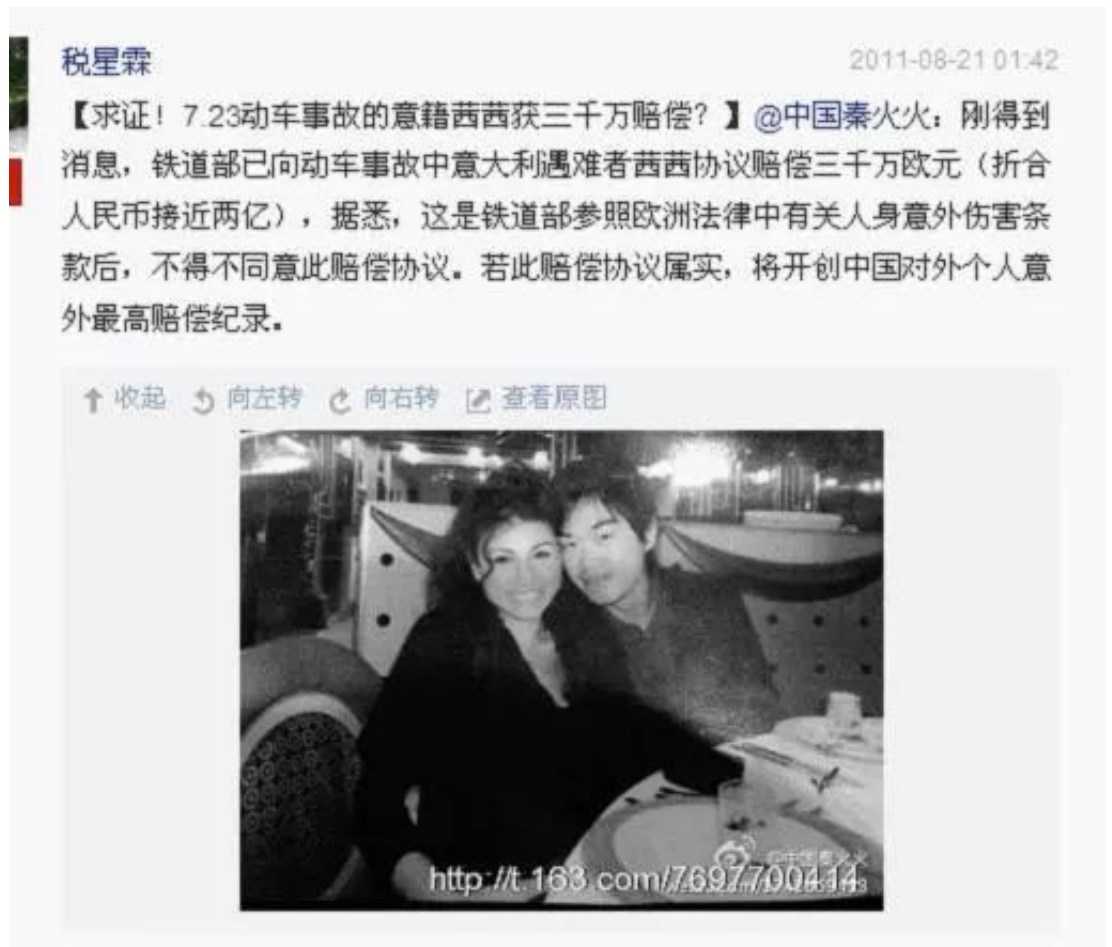 税星霖
2011-08-21 01:42
【求证！7.23动车事故的意籍茜茜获三千万赔偿？】@中国秦火火：刚得到
消息，铁道部已向动车事故中意大利遇难者茜茜协议赔偿三千万欧元（折合
人民币接近两亿），据悉，这是铁道部参照欧洲法律中有关人身意外伤害条
款后，不得不同意此赔偿协议。若此赔偿协议属实，将开创中国对外个人意
外最高赔偿纪录。
收起 向左转 向右转 查看原图
@中国秦火火
http://t.163.com/7697700414